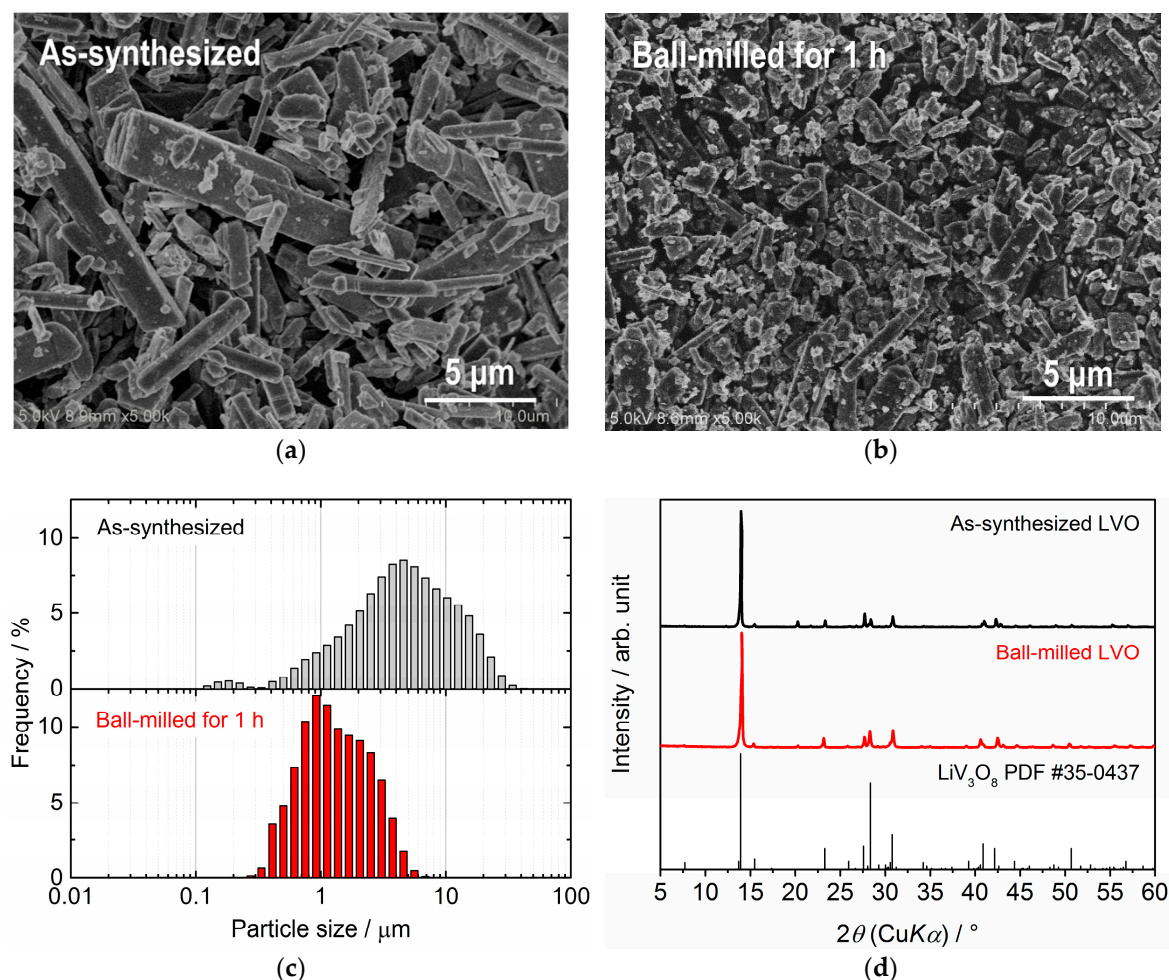 As-synthesized
5 μm
5.0kV 8.9mm x5.00k
10.0um
(a)
Ball-milled for 1 h
5 μm
5.0kV 8.6mm x5.00k
10.0um
(b)
As-synthesized
10
5
0
Ball-milled for 1 h
10
5
0
Frequency / %
0.01 0.1 1 10 100
Particle size / μm
(c)
As-synthesized LVO
Ball-milled LVO
LiV₃O₈ PDF #35-0437
Intensity / arb. unit
5 10 15 20 25 30 35 40 45 50 55 60
2θ (CuKα) / °
(d)